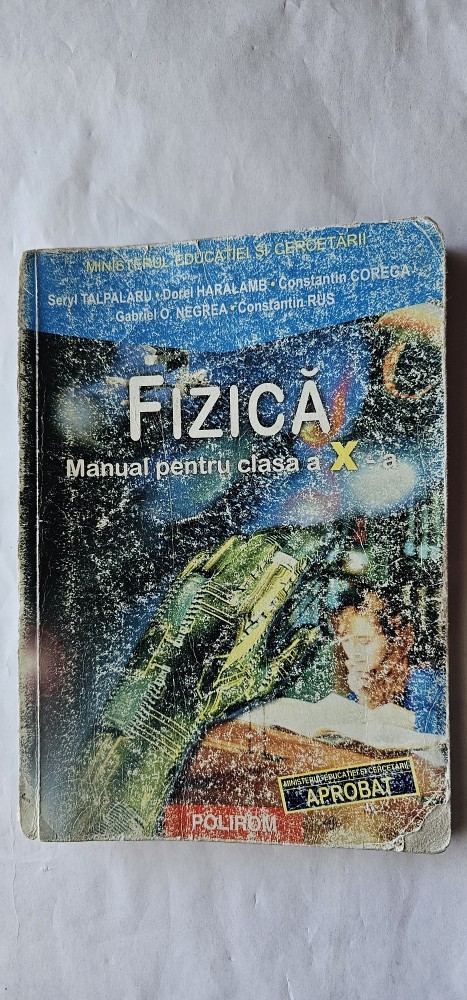 MINISTERUL EDUCAȚIEI ȘI CERCETĂRII
Seryl TALPALARU • Dorel HARALAMB • Constantin COREGA
Gabriel O. NEGREA • Constantin RUS
FIZICĂ
Manual pentru clasa a X - a
MINISTERUL EDUCAȚIEI ȘI CERCETĂRII
APROBAT
POLIROM